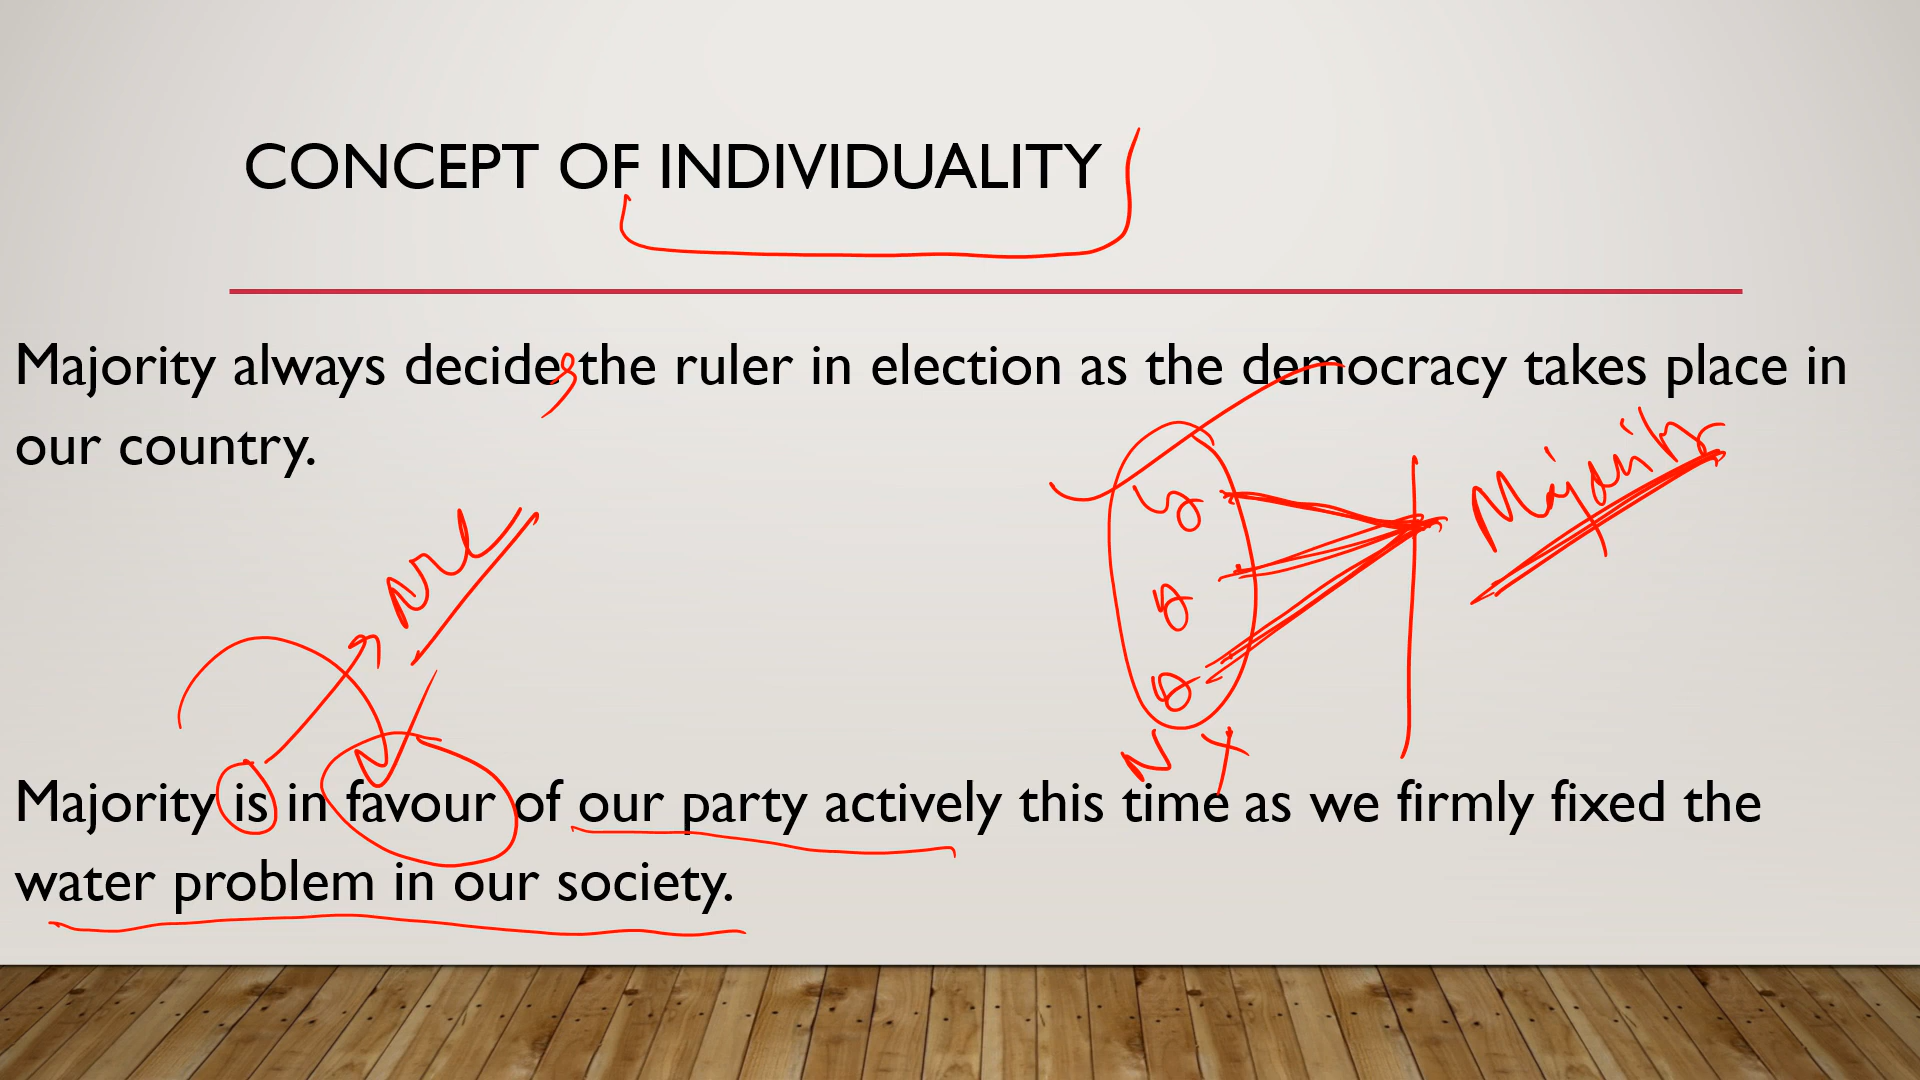 CONCEPT OF INDIVIDUALITY
Majority always decides the ruler in election as the democracy takes place in
our country.
Majority
Majority is in favour of our party actively this time as we firmly fixed the
water problem in our society.